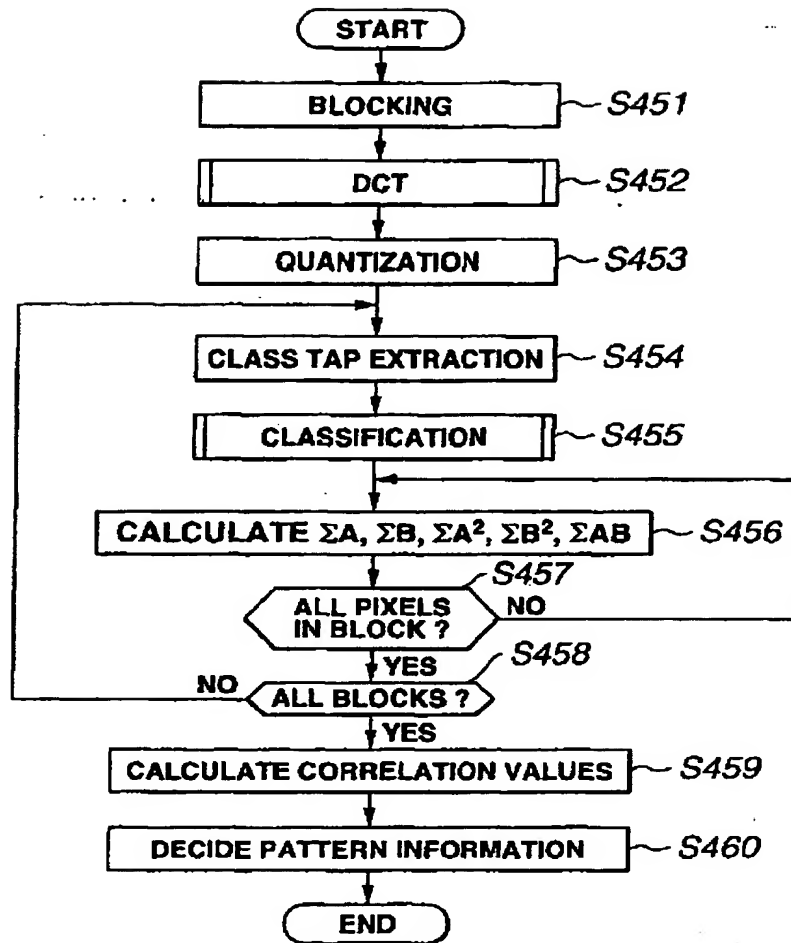 START
BLOCKING
S451
DCT
S452
QUANTIZATION
S453
CLASS TAP EXTRACTION
S454
CLASSIFICATION
S455
CALCULATE ΣA, ΣB, ΣA², ΣB², ΣAB
S456
S457
ALL PIXELS
IN BLOCK ?
NO
YES
S458
NO
ALL BLOCKS ?
YES
CALCULATE CORRELATION VALUES
S459
DECIDE PATTERN INFORMATION
S460
END